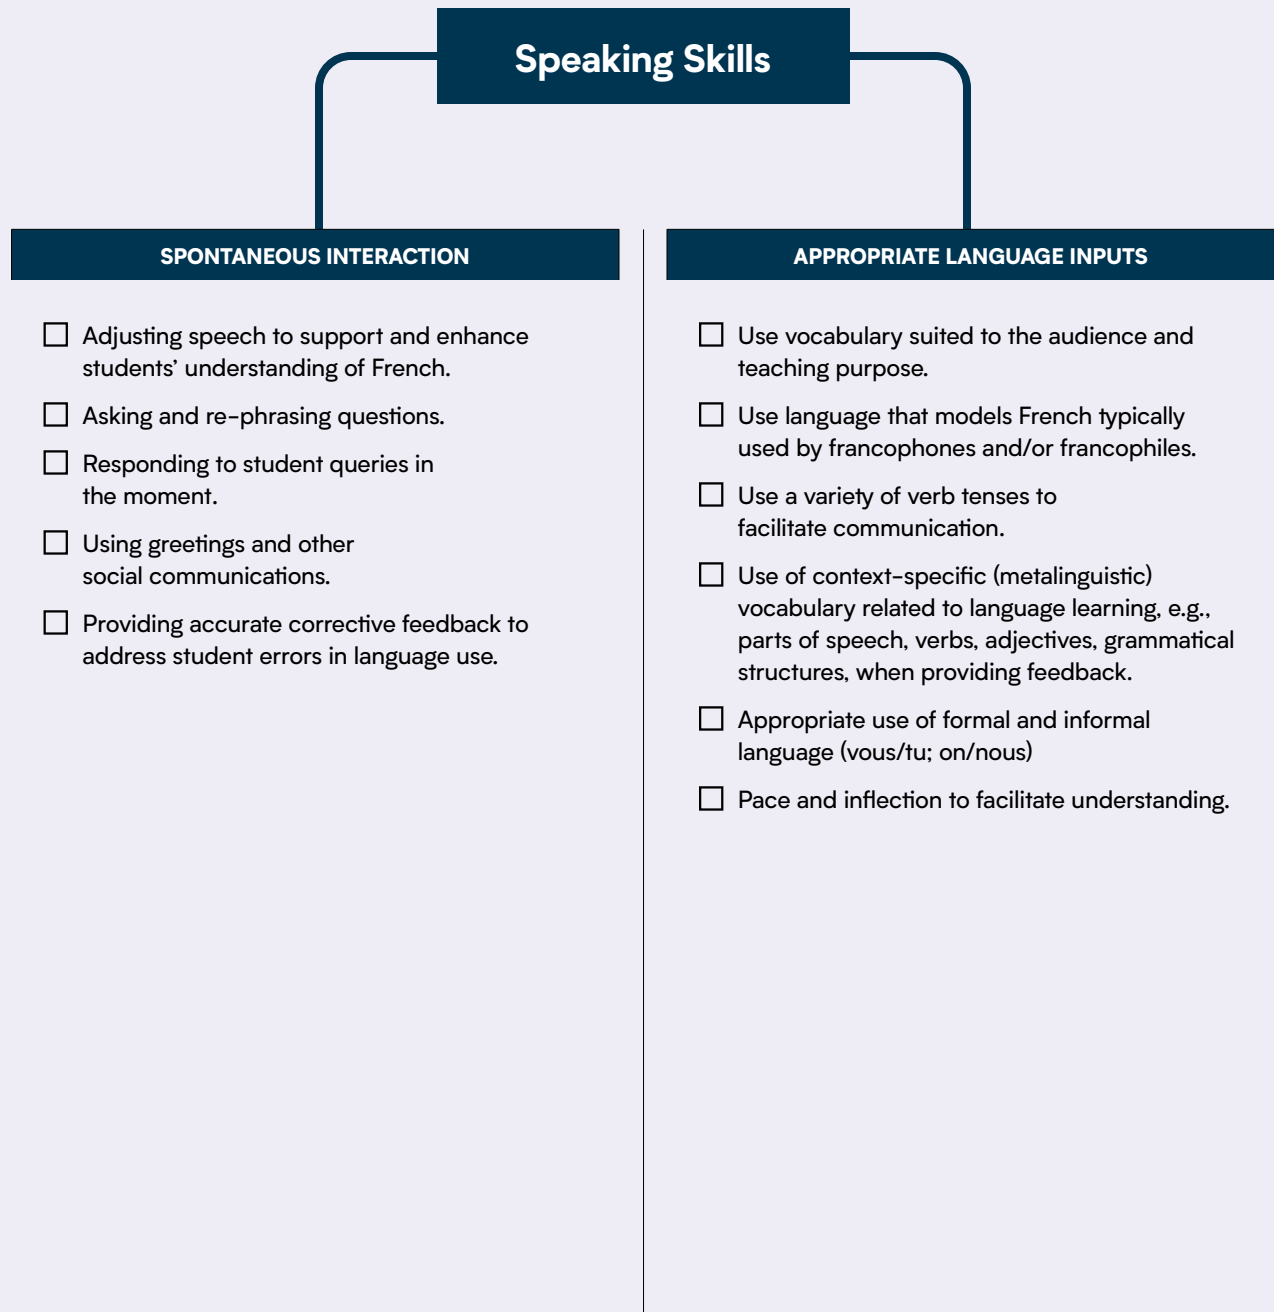 Speaking Skills
SPONTANEOUS INTERACTION
Adjusting speech to support and enhance
students’ understanding of French.
Asking and re-phrasing questions.
Responding to student queries in
the moment.
Using greetings and other
social communications.
Providing accurate corrective feedback to
address student errors in language use.
APPROPRIATE LANGUAGE INPUTS
Use vocabulary suited to the audience and
teaching purpose.
Use language that models French typically
used by francophones and/or francophiles.
Use a variety of verb tenses to
facilitate communication.
Use of context-specific (metalinguistic)
vocabulary related to language learning, e.g.,
parts of speech, verbs, adjectives, grammatical
structures, when providing feedback.
Appropriate use of formal and informal
language (vous/tu; on/nous)
Pace and inflection to facilitate understanding.